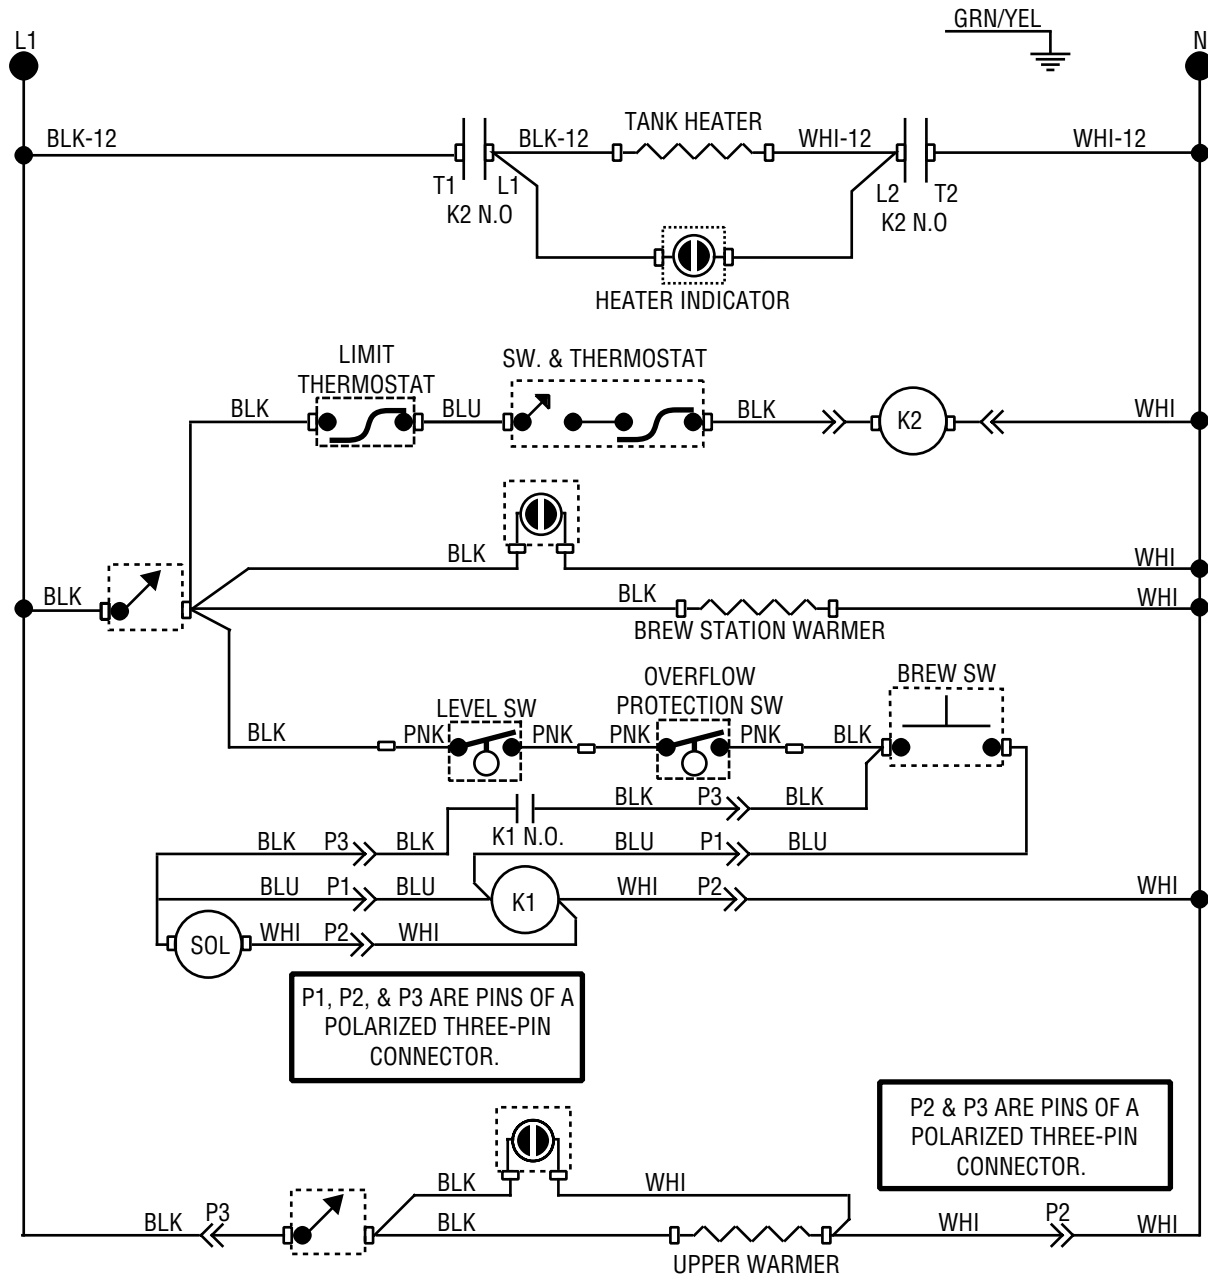 GRN/YEL
L1
N
BLK-12
BLK-12
TANK HEATER
WHI-12
WHI-12
T1
L1
L2
T2
K2 N.O
K2 N.O
HEATER INDICATOR
LIMIT
THERMOSTAT
SW. & THERMOSTAT
BLK
BLU
BLK
K2
WHI
BLK
WHI
BLK
BLK
WHI
BREW STATION WARMER
OVERFLOW
PROTECTION SW
BREW SW
LEVEL SW
BLK
PNK
PNK
PNK
PNK
BLK
BLK
P3
BLK
K1 N.O.
BLK
P3
BLK
BLU
P1
BLU
BLU
P1
BLU
K1
WHI
P2
WHI
SOL
WHI
P2
WHI
P1, P2, & P3 ARE PINS OF A
POLARIZED THREE-PIN
CONNECTOR.
P2 & P3 ARE PINS OF A
POLARIZED THREE-PIN
CONNECTOR.
BLK
WHI
BLK
P3
BLK
WHI
P2
WHI
UPPER WARMER